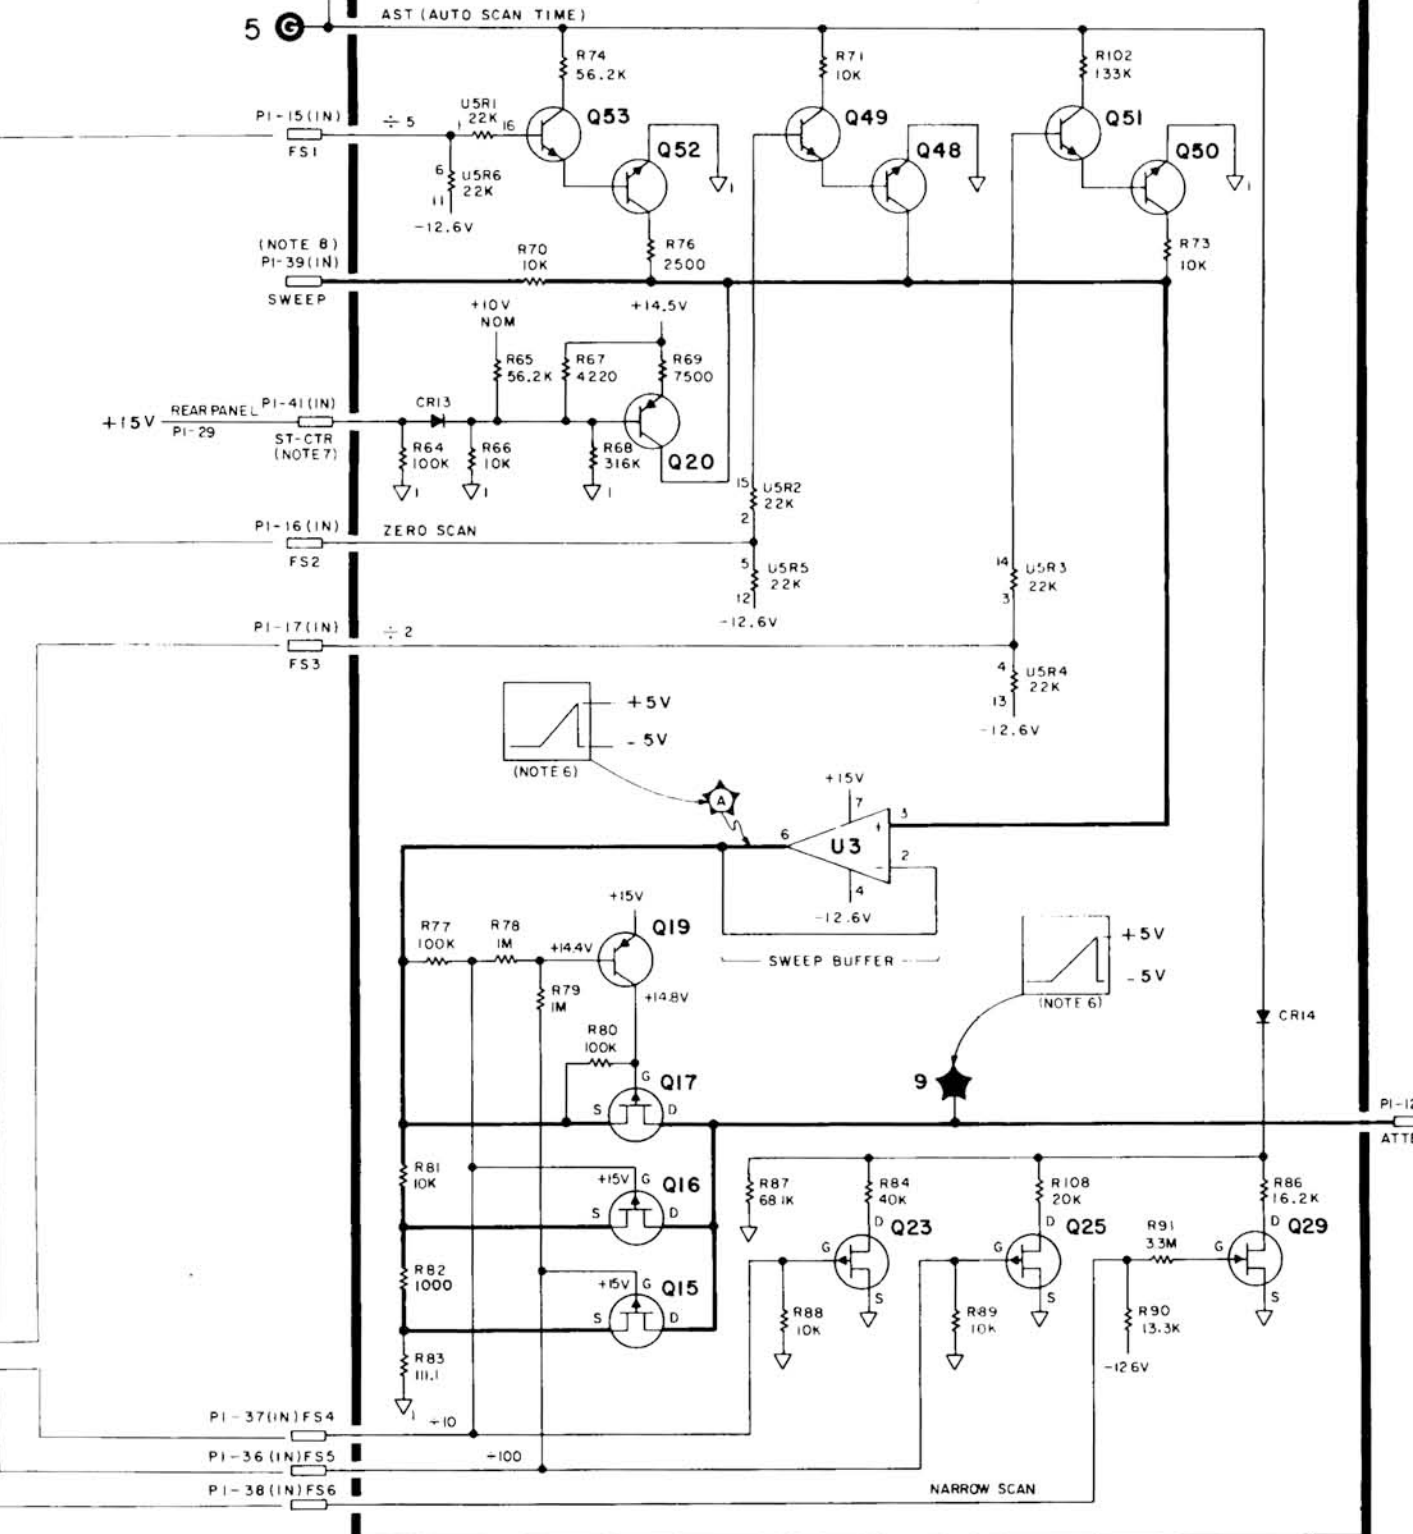 AST (AUTO SCAN TIME)
5 G
R74
56.2K
R71
10K
R102
133K
P1-15(IN)
FS1
÷ 5
U5R1
22K
1
16
Q53
Q49
Q51
6
U5R6
22K
11
-12.6V
Q52
1
Q48
Q50
1
(NOTE 8)
P1-39(IN)
SWEEP
R70
10K
R76
2500
R73
10K
+10V
NOM
+14.5V
R65
56.2K
R67
4220
R69
7500
+15V
REAR PANEL
P1-29
P1-41(IN)
ST-CTR
(NOTE 7)
CR13
R64
100K
1
R66
10K
1
R68
316K
1
Q20
15
U5R2
22K
2
P1-16(IN)
FS2
ZERO SCAN
5
U5R5
22K
12
-12.6V
14
U5R3
22K
3
P1-17(IN)
FS3
÷ 2
4
U5R4
22K
13
-12.6V
+5V
-5V
(NOTE 6)
A
+15V
7
3
+
6
U3
2
-
4
-12.6V
SWEEP BUFFER
+15V
R77
100K
R78
1M
+14.4V
Q19
R79
1M
+14.8V
+5V
-5V
(NOTE 6)
R80
100K
CR14
9
G
Q17
S
D
P1-12
ATTE
R81
10K
+15V
G
Q16
S
D
R87
68.1K
R84
40K
R108
20K
R86
16.2K
D
Q23
G
S
D
Q25
G
S
R91
3.3M
D
Q29
G
S
R82
1000
+15V
G
Q15
S
D
R88
10K
R89
10K
R90
13.3K
-12.6V
R83
111.1
1
P1-37(IN)FS4
÷10
P1-36(IN)FS5
÷100
P1-38(IN)FS6
NARROW SCAN